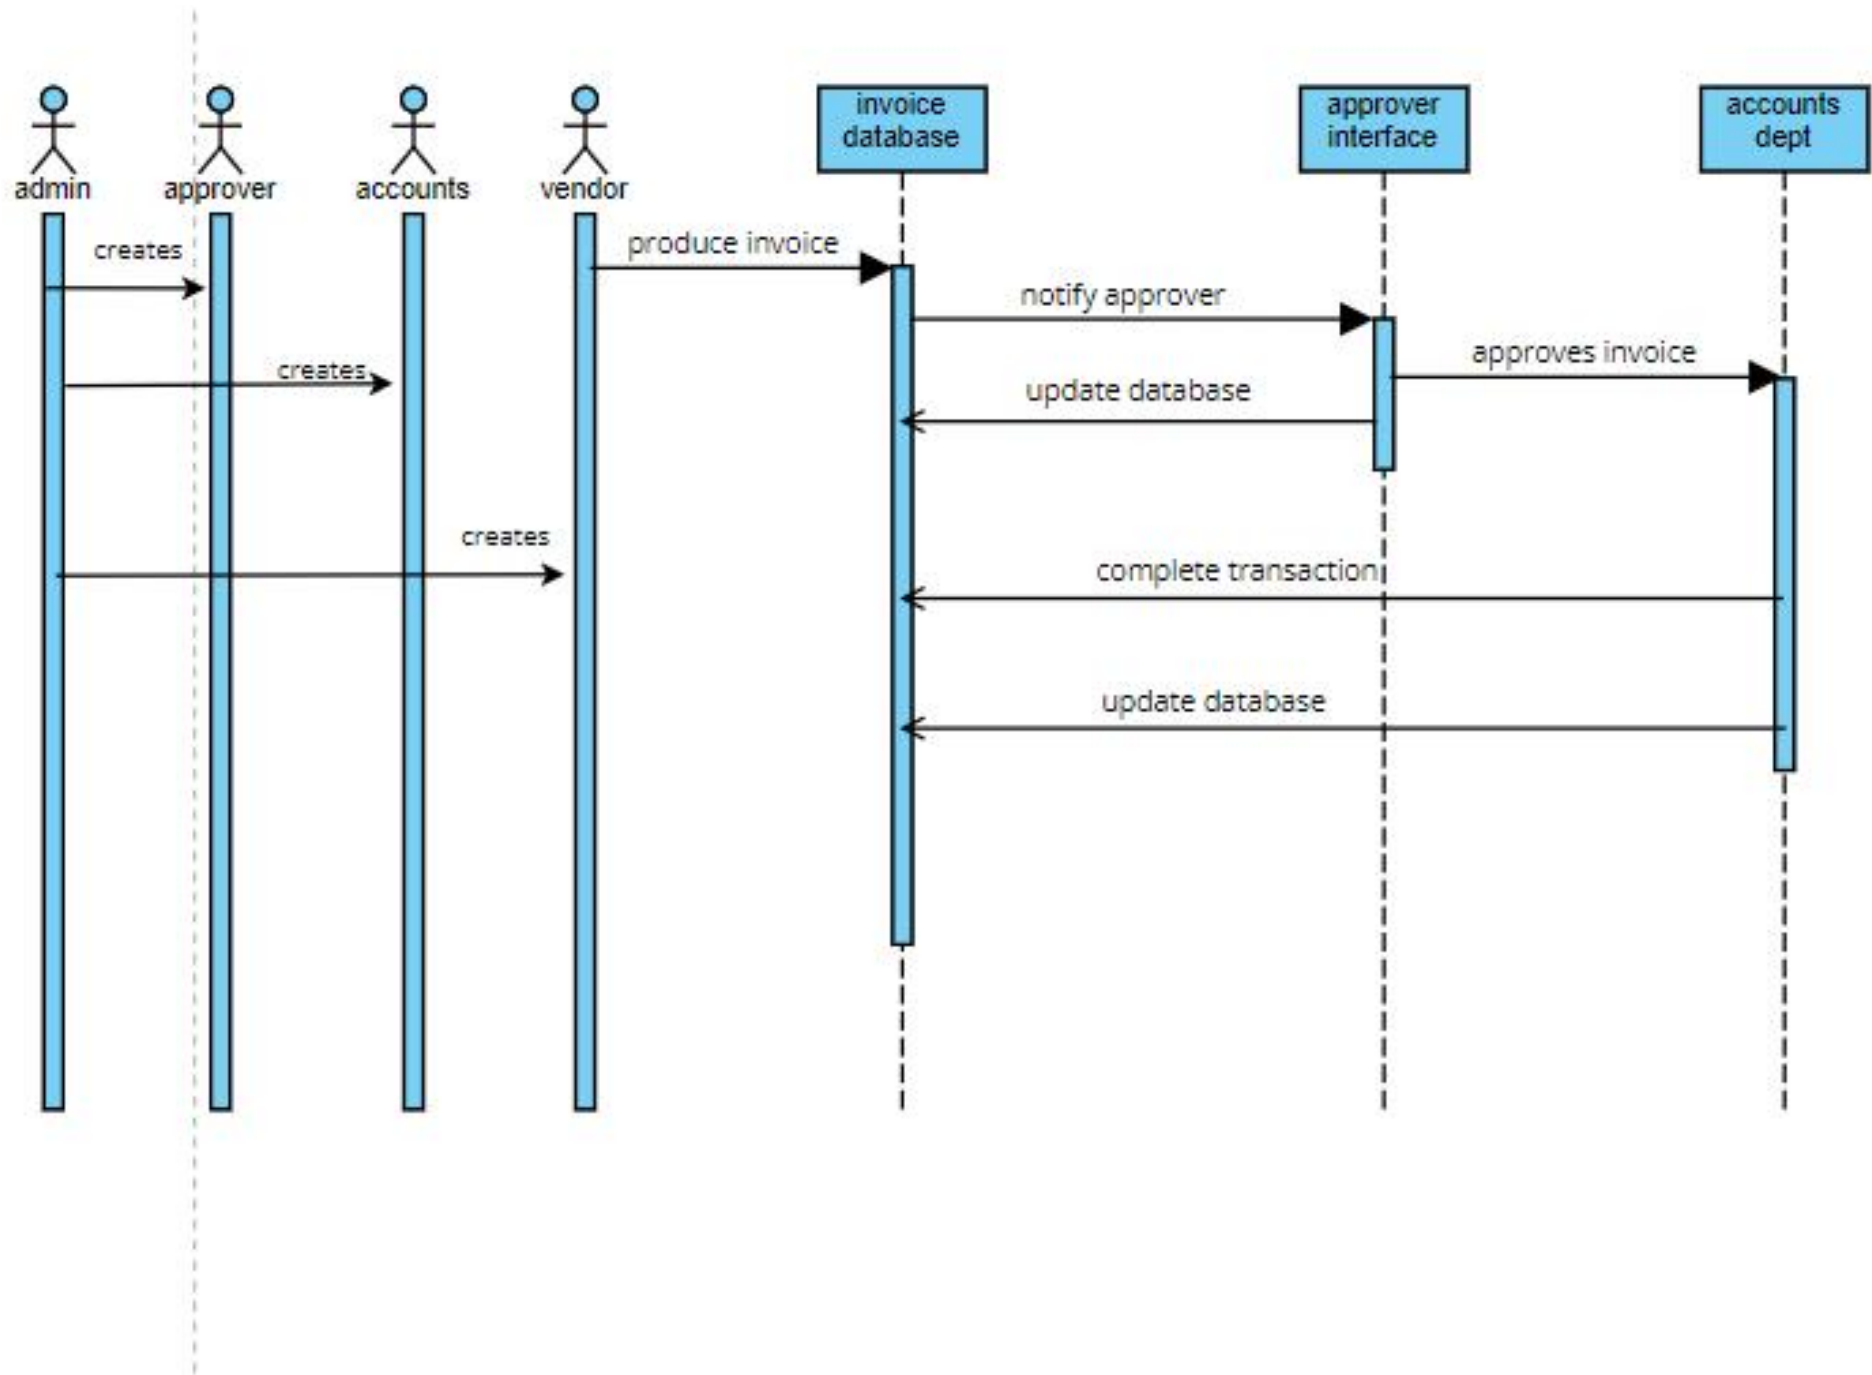 invoice
database
approver
interface
accounts
dept
admin
approver
accounts
vendor
creates
produce invoice
notify approver
approves invoice
creates
update database
creates
complete transaction
update database